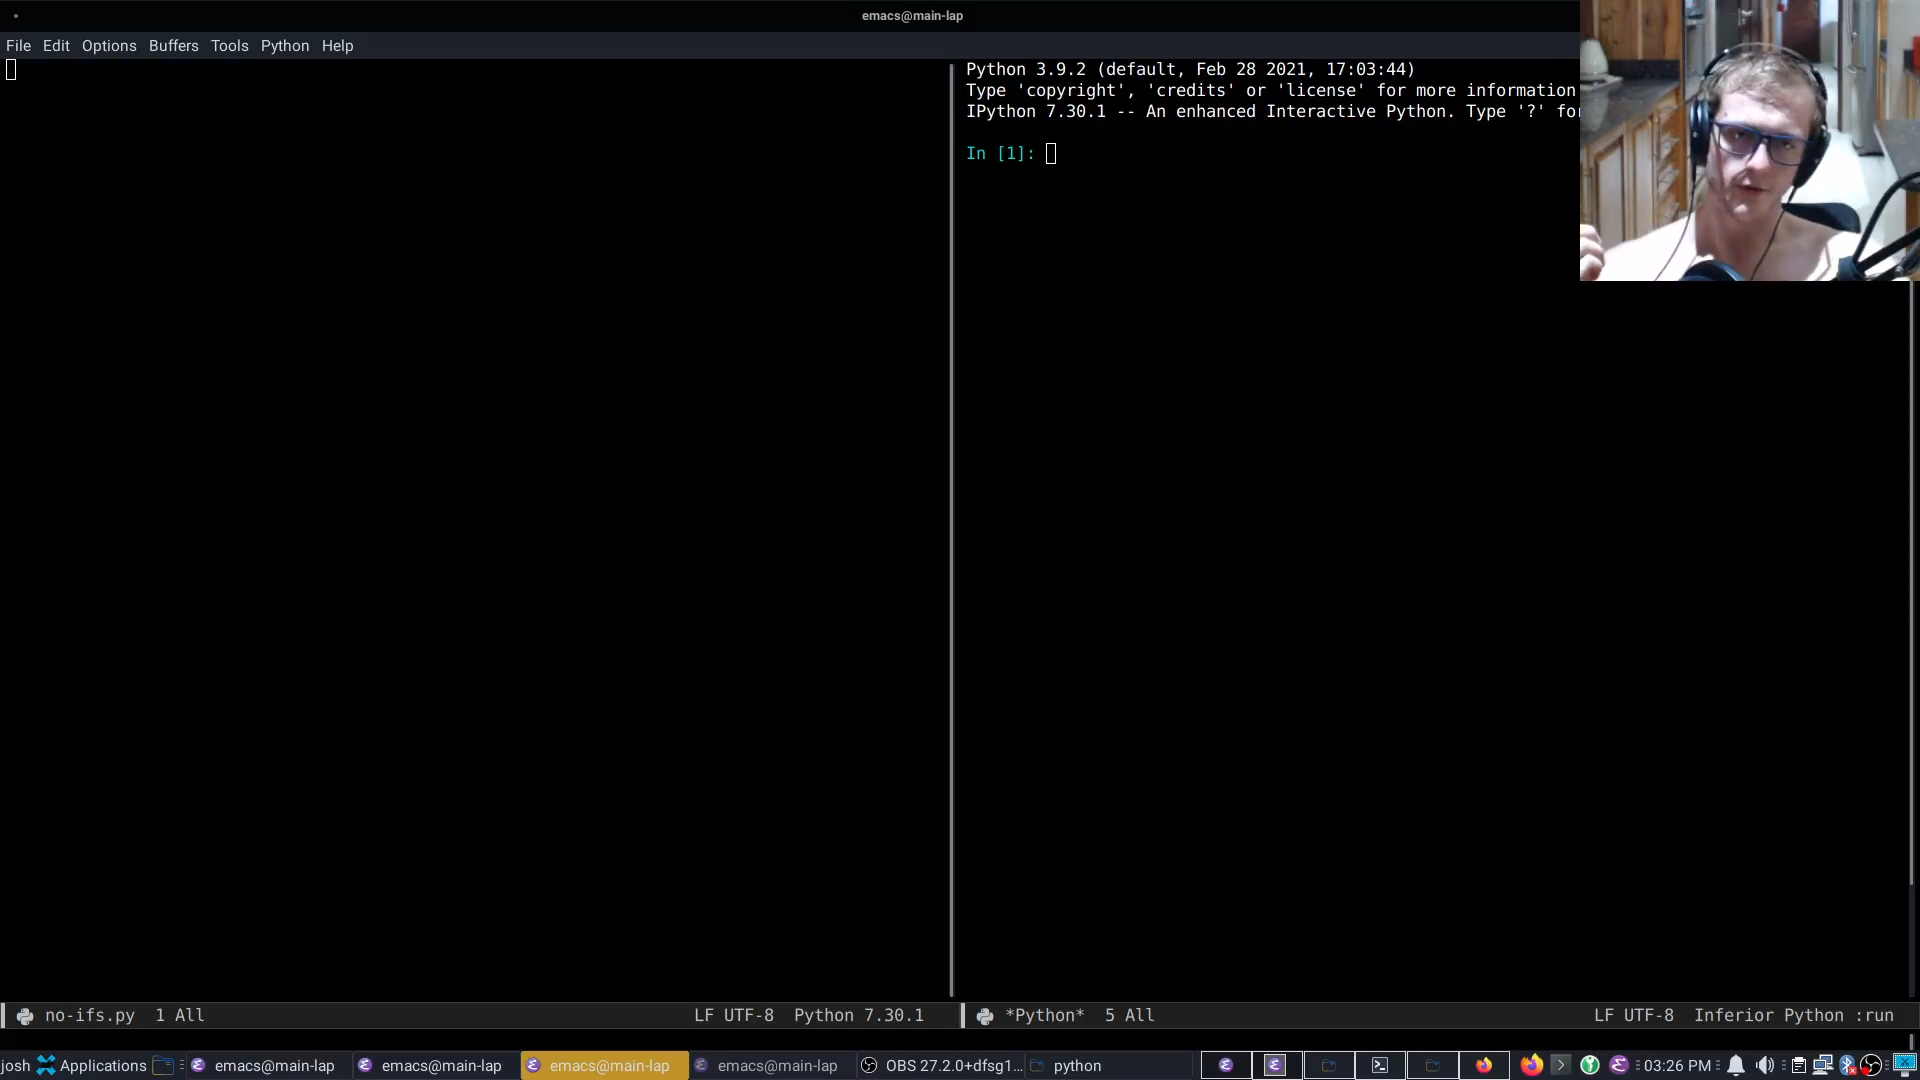 emacs@main-lap
File Edit Options Buffers Tools Python Help
Python 3.9.2 (default, Feb 28 2021, 17:03:44)
Type 'copyright', 'credits' or 'license' for more information
IPython 7.30.1 -- An enhanced Interactive Python. Type '?' for
In [1]:
no-ifs.py 1 All LF UTF-8 Python 7.30.1
*Python* 5 All LF UTF-8 Inferior Python :run
josh Applications emacs@main-lap emacs@main-lap emacs@main-lap emacs@main-lap OBS 27.2.0+dfsg1... python 03:26 PM